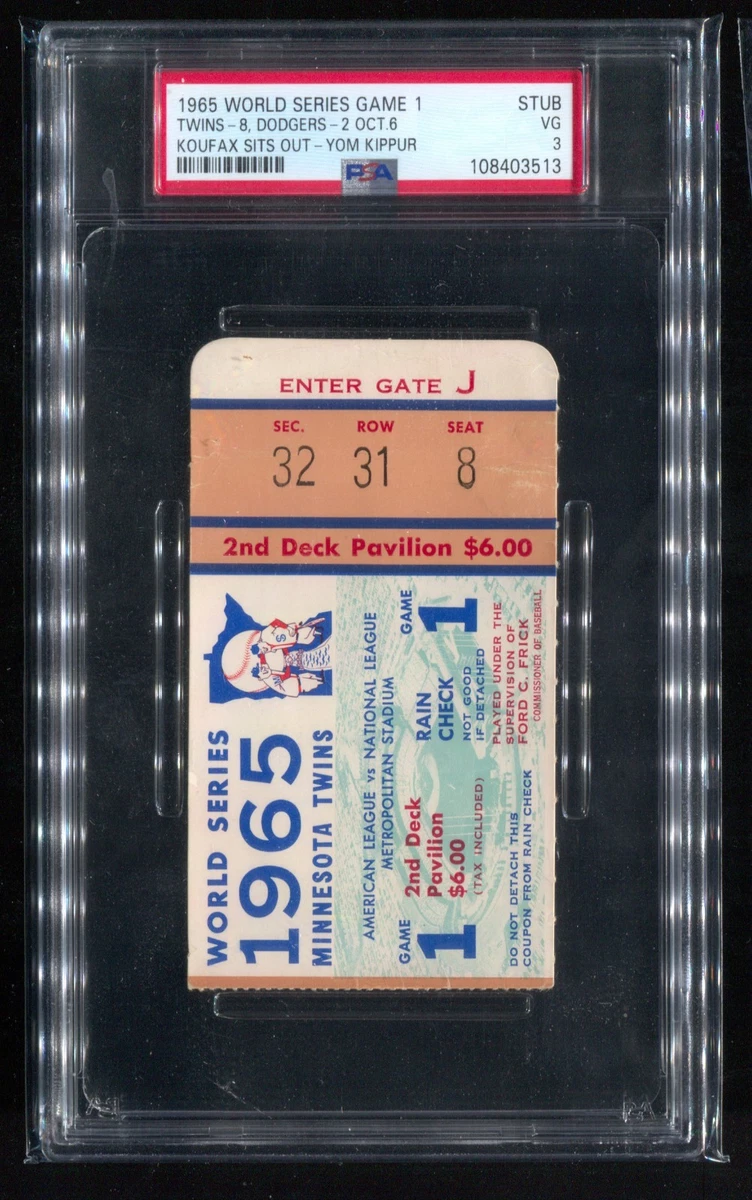 1965 WORLD SERIES GAME 1 STUB
TWINS-8, DODGERS-2 OCT.6 VG
KOUFAX SITS OUT-YOM KIPPUR 3
PSA 108403513
ENTER GATE J
SEC. ROW SEAT
32 31 8
2nd Deck Pavilion $6.00
WORLD SERIES
1965
MINNESOTA TWINS
AMERICAN LEAGUE vs NATIONAL LEAGUE
METROPOLITAN STADIUM
GAME
1
2nd Deck
Pavilion
$6.00
(TAX INCLUDED)
DO NOT DETACH THIS
COUPON FROM RAIN CHECK
RAIN
CHECK
GAME
1
NOT GOOD
IF DETACHED
PLAYED UNDER THE
SUPERVISION OF
FORD C. FRICK
COMMISSIONER OF BASEBALL